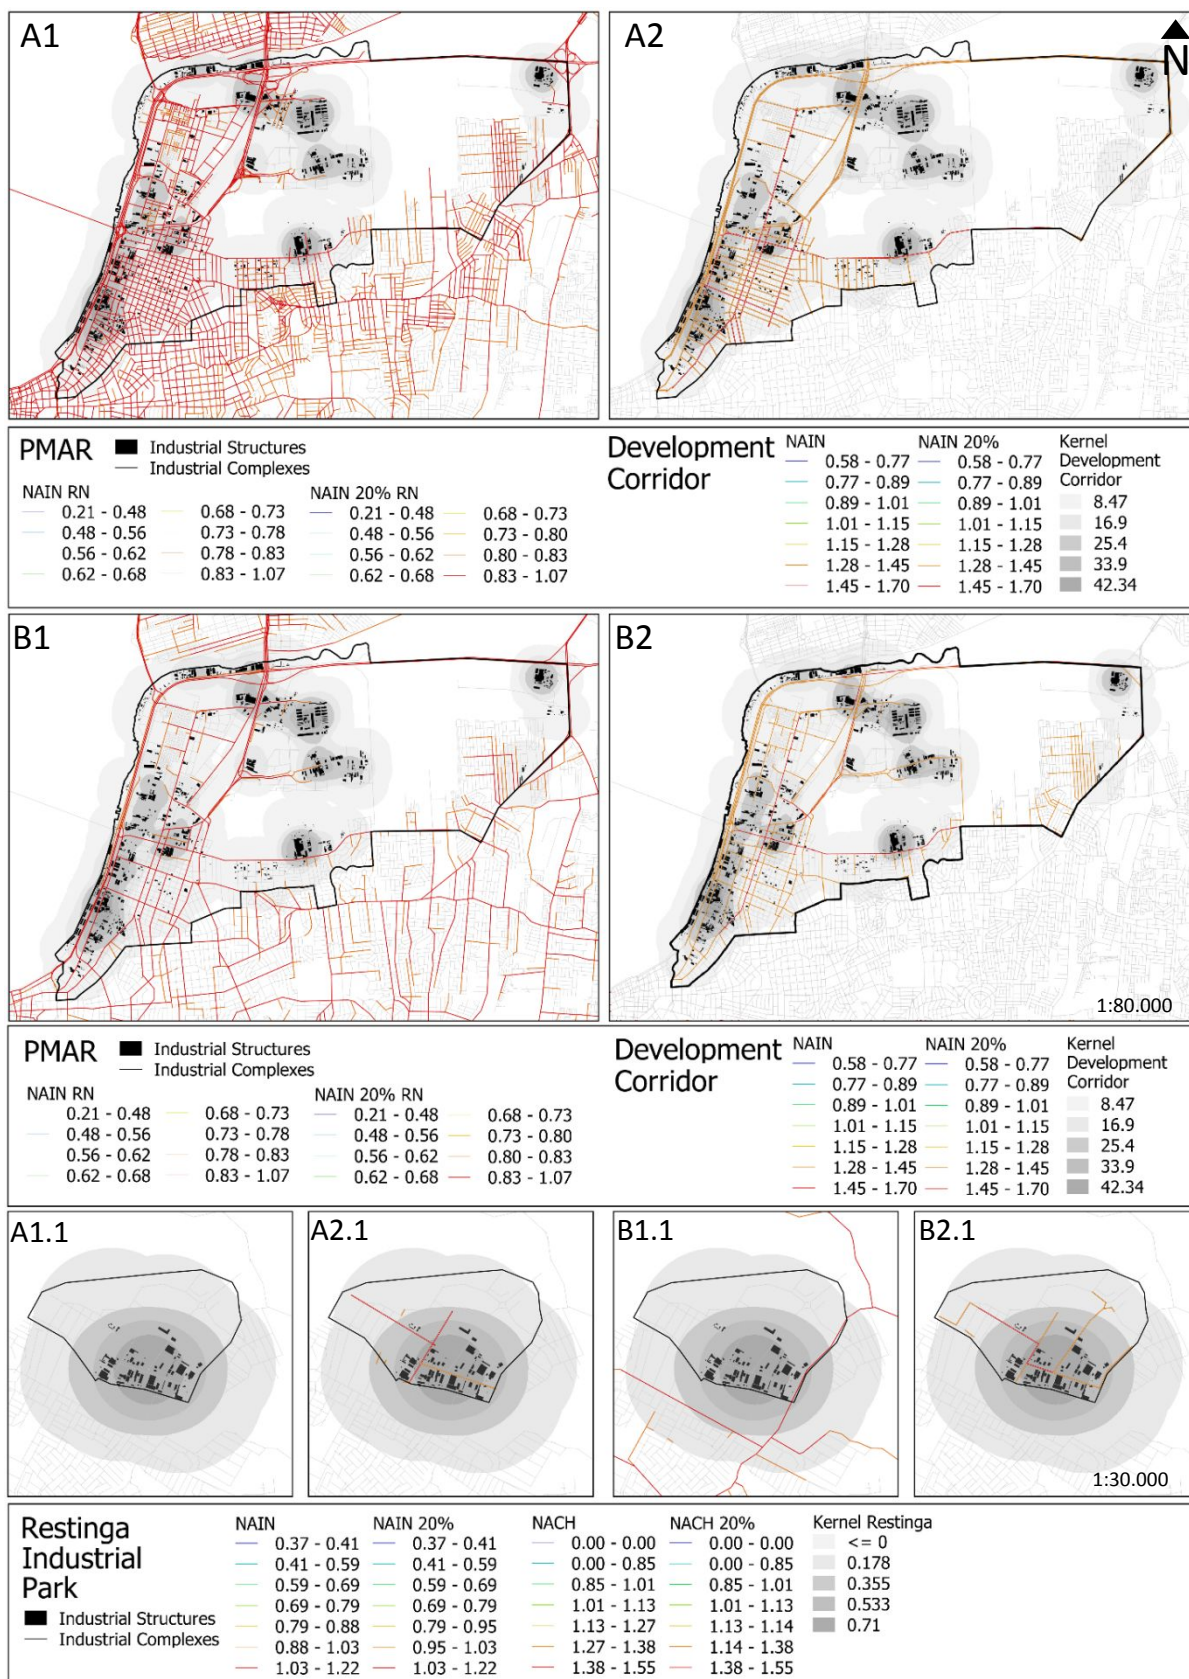 A1
A2
N
PMAR
Industrial Structures
Industrial Complexes
NAIN RN
0.21 - 0.48
0.48 - 0.56
0.56 - 0.62
0.62 - 0.68
0.68 - 0.73
0.73 - 0.78
0.78 - 0.83
0.83 - 1.07
NAIN 20% RN
0.21 - 0.48
0.48 - 0.56
0.56 - 0.62
0.62 - 0.68
0.68 - 0.73
0.73 - 0.80
0.80 - 0.83
0.83 - 1.07
Development
Corridor
NAIN
0.58 - 0.77
0.77 - 0.89
0.89 - 1.01
1.01 - 1.15
1.15 - 1.28
1.28 - 1.45
1.45 - 1.70
NAIN 20%
0.58 - 0.77
0.77 - 0.89
0.89 - 1.01
1.01 - 1.15
1.15 - 1.28
1.28 - 1.45
1.45 - 1.70
Kernel
Development
Corridor
8.47
16.9
25.4
33.9
42.34
B1
B2
1:80.000
PMAR
Industrial Structures
Industrial Complexes
NAIN RN
0.21 - 0.48
0.48 - 0.56
0.56 - 0.62
0.62 - 0.68
0.68 - 0.73
0.73 - 0.78
0.78 - 0.83
0.83 - 1.07
NAIN 20% RN
0.21 - 0.48
0.48 - 0.56
0.56 - 0.62
0.62 - 0.68
0.68 - 0.73
0.73 - 0.80
0.80 - 0.83
0.83 - 1.07
Development
Corridor
NAIN
0.58 - 0.77
0.77 - 0.89
0.89 - 1.01
1.01 - 1.15
1.15 - 1.28
1.28 - 1.45
1.45 - 1.70
NAIN 20%
0.58 - 0.77
0.77 - 0.89
0.89 - 1.01
1.01 - 1.15
1.15 - 1.28
1.28 - 1.45
1.45 - 1.70
Kernel
Development
Corridor
8.47
16.9
25.4
33.9
42.34
A1.1
A2.1
B1.1
B2.1
1:30.000
Restinga
Industrial
Park
Industrial Structures
Industrial Complexes
NAIN
0.37 - 0.41
0.41 - 0.59
0.59 - 0.69
0.69 - 0.79
0.79 - 0.88
0.88 - 1.03
1.03 - 1.22
NAIN 20%
0.37 - 0.41
0.41 - 0.59
0.59 - 0.69
0.69 - 0.79
0.79 - 0.95
0.95 - 1.03
1.03 - 1.22
NACH
0.00 - 0.00
0.00 - 0.85
0.85 - 1.01
1.01 - 1.13
1.13 - 1.27
1.27 - 1.38
1.38 - 1.55
NACH 20%
0.00 - 0.00
0.00 - 0.85
0.85 - 1.01
1.01 - 1.13
1.13 - 1.14
1.14 - 1.38
1.38 - 1.55
Kernel Restinga
<= 0
0.178
0.355
0.533
0.71